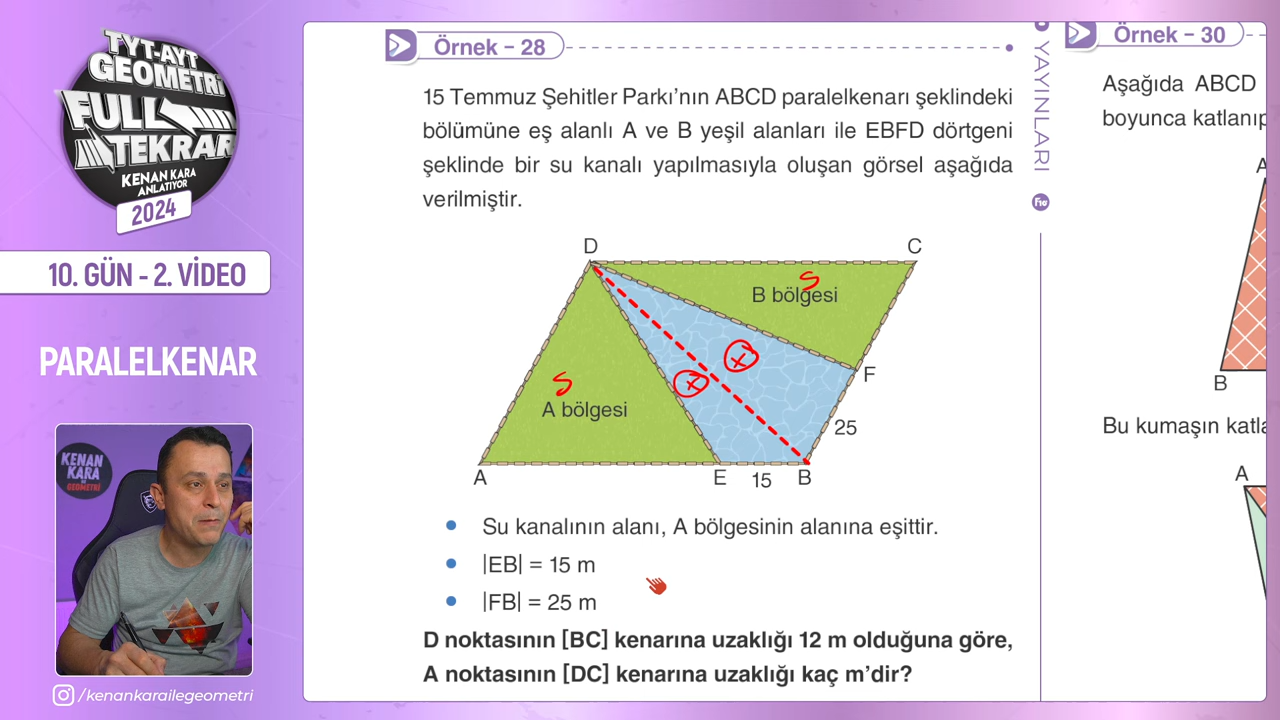 TYT-AYT
GEOMETRİ
FULL
TEKRAR
KENAN KARA
ANLATIYOR
2024
10. GÜN - 2. VİDEO
PARALELKENAR
KENAN
KARA
GEOMETRİ
/kenankarailegeometri
Örnek – 28
15 Temmuz Şehitler Parkı’nın ABCD paralelkenarı şeklindeki
bölümüne eş alanlı A ve B yeşil alanları ile EBFD dörtgeni
şeklinde bir su kanalı yapılmasıyla oluşan görsel aşağıda
verilmiştir.
D
C
S
B bölgesi
x
x
F
S
A bölgesi
25
A
E
15
B
Su kanalının alanı, A bölgesinin alanına eşittir.
|EB| = 15 m
|FB| = 25 m
D noktasının [BC] kenarına uzaklığı 12 m olduğuna göre,
A noktasının [DC] kenarına uzaklığı kaç m’dir?
YAYINLARI
Örnek – 30
Aşağıda ABCD
boyunca katlanıp
A
B
Bu kumaşın katla
A